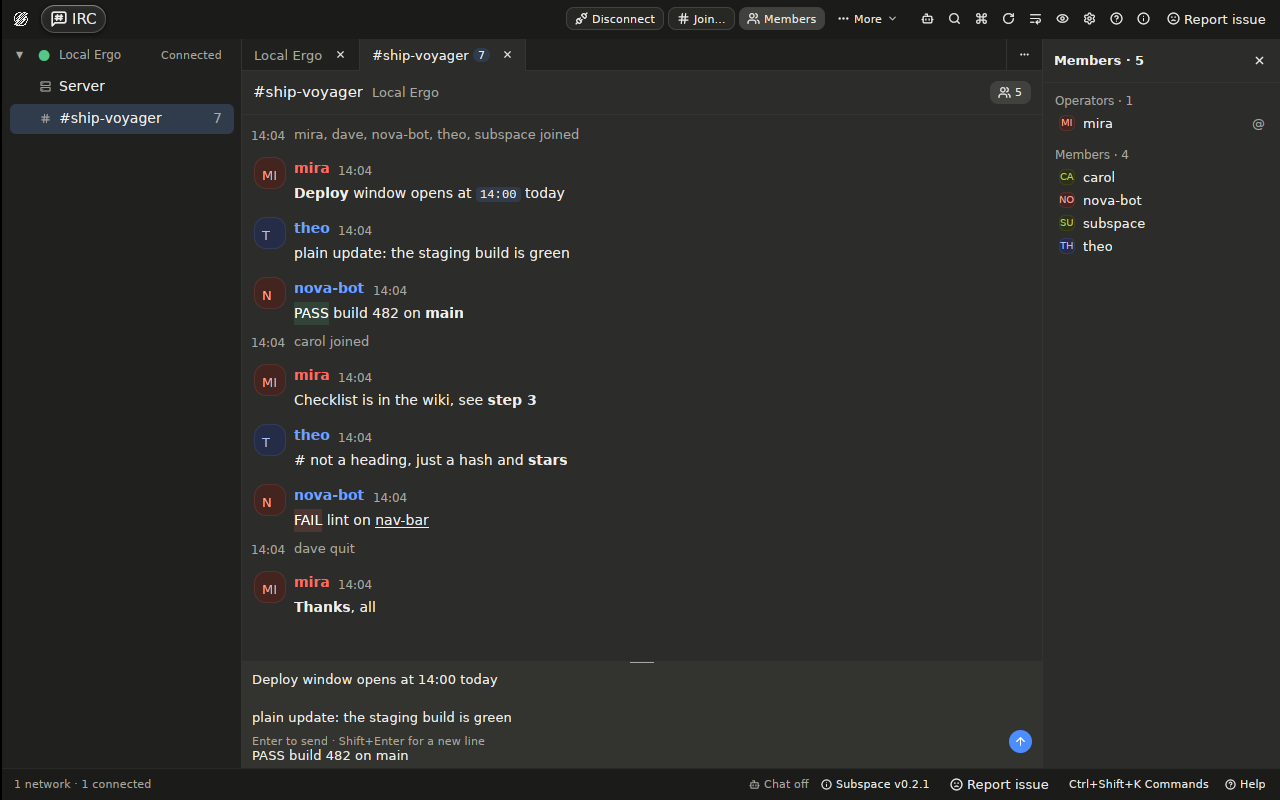 IRC
Disconnect
Join...
Members
More
Report issue
Local Ergo
Connected
Server
# #ship-voyager 7
Local Ergo
#ship-voyager 7
#ship-voyager Local Ergo
5
14:04 mira, dave, nova-bot, theo, subspace joined
MI
mira 14:04
Deploy window opens at 14:00 today
T
theo 14:04
plain update: the staging build is green
N
nova-bot 14:04
PASS build 482 on main
14:04 carol joined
MI
mira 14:04
Checklist is in the wiki, see step 3
T
theo 14:04
# not a heading, just a hash and stars
N
nova-bot 14:04
FAIL lint on nav-bar
14:04 dave quit
MI
mira 14:04
Thanks, all
Deploy window opens at 14:00 today
plain update: the staging build is green
Enter to send · Shift+Enter for a new line
PASS build 482 on main
Members · 5
Operators · 1
MI mira @
Members · 4
CA carol
NO nova-bot
SU subspace
TH theo
1 network · 1 connected
Chat off
Subspace v0.2.1
Report issue
Ctrl+Shift+K Commands
Help